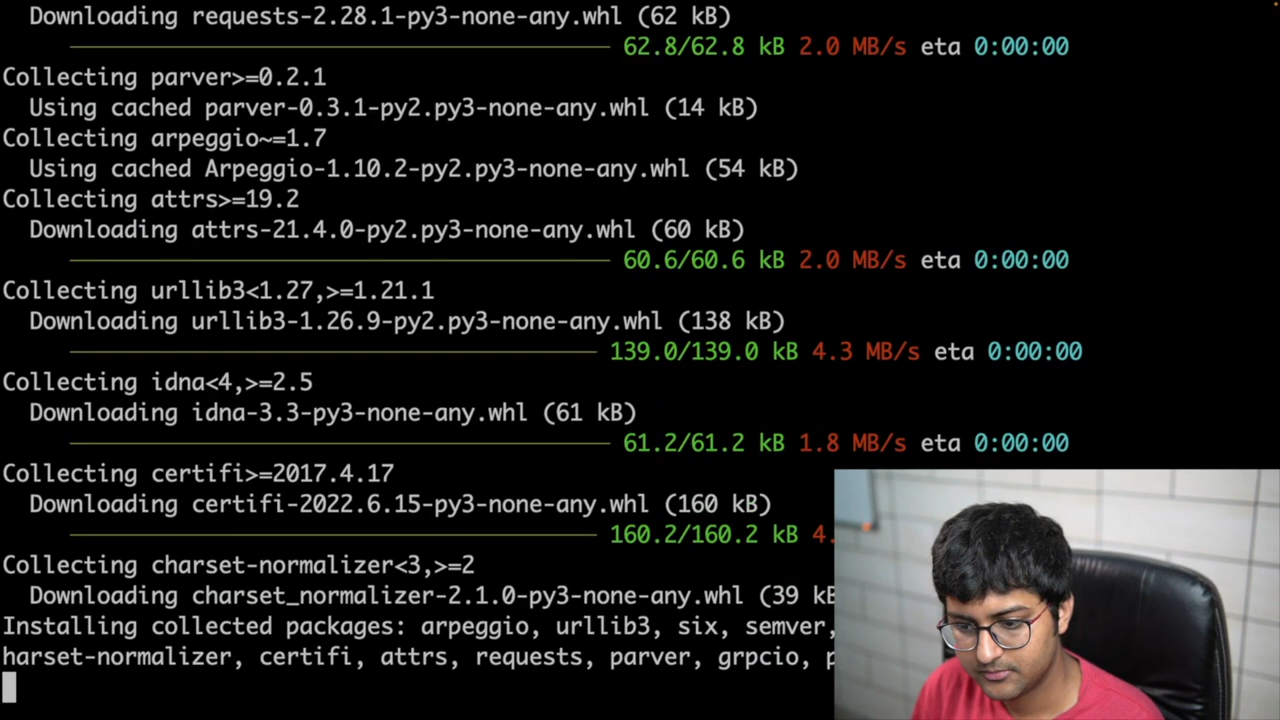 Downloading requests-2.28.1-py3-none-any.whl (62 kB)
62.8/62.8 kB 2.0 MB/s eta 0:00:00
Collecting parver>=0.2.1
Using cached parver-0.3.1-py2.py3-none-any.whl (14 kB)
Collecting arpeggio~=1.7
Using cached Arpeggio-1.10.2-py2.py3-none-any.whl (54 kB)
Collecting attrs>=19.2
Downloading attrs-21.4.0-py2.py3-none-any.whl (60 kB)
60.6/60.6 kB 2.0 MB/s eta 0:00:00
Collecting urllib3<1.27,>=1.21.1
Downloading urllib3-1.26.9-py2.py3-none-any.whl (138 kB)
139.0/139.0 kB 4.3 MB/s eta 0:00:00
Collecting idna<4,>=2.5
Downloading idna-3.3-py3-none-any.whl (61 kB)
61.2/61.2 kB 1.8 MB/s eta 0:00:00
Collecting certifi>=2017.4.17
Downloading certifi-2022.6.15-py3-none-any.whl (160 kB)
160.2/160.2 kB 4.
Collecting charset-normalizer<3,>=2
Downloading charset_normalizer-2.1.0-py3-none-any.whl (39 kB
Installing collected packages: arpeggio, urllib3, six, semver,
harset-normalizer, certifi, attrs, requests, parver, grpcio, p